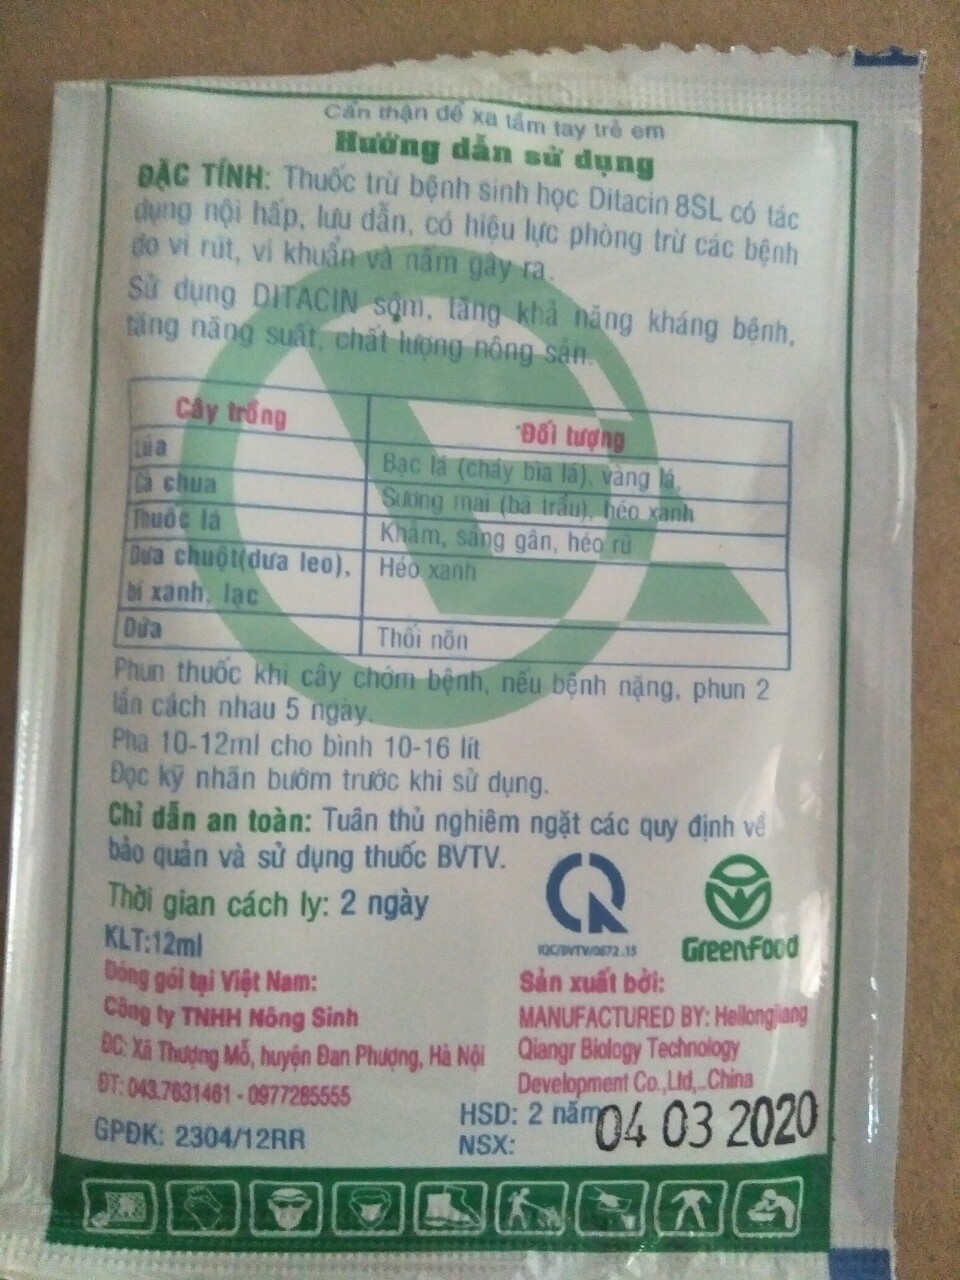 Cẩn thận để xa tầm tay trẻ em
Hướng dẫn sử dụng
ĐẶC TÍNH: Thuốc trừ bệnh sinh học Ditacin 8SL có tác
dụng nội hấp, lưu dẫn, có hiệu lực phòng trừ các bệnh
do vi rút, vi khuẩn và nấm gây ra.
Sử dụng DITACIN sớm, tăng khả năng kháng bệnh,
tăng năng suất, chất lượng nông sản.
Cây trồng Đối tượng
Lúa Bạc lá (cháy bìa lá), vàng lá,
Cà chua Sương mai (bã trầu), héo xanh
Thuốc lá Khảm, sáng gân, héo rũ
Dưa chuột(dưa leo), Héo xanh
bí xanh, lạc
Dứa Thối nõn
Phun thuốc khi cây chớm bệnh, nếu bệnh nặng, phun 2
lần cách nhau 5 ngày.
Pha 10-12ml cho bình 10-16 lít
Đọc kỹ nhãn bướm trước khi sử dụng.
Chỉ dẫn an toàn: Tuân thủ nghiêm ngặt các quy định về
bảo quản và sử dụng thuốc BVTV.
Thời gian cách ly: 2 ngày
KLT:12ml
IQC/BVTV/0672.15
GreenFood
Đóng gói tại Việt Nam:
Công ty TNHH Nông Sinh
ĐC: Xã Thượng Mỗ, huyện Đan Phượng, Hà Nội
ĐT: 043.7631461 - 0977285555
GPĐK: 2304/12RR
Sản xuất bởi:
MANUFACTURED BY: Heilongjiang
Qiangr Biology Technology
Development Co.,Ltd,..China
HSD: 2 năm
NSX: 04 03 2020